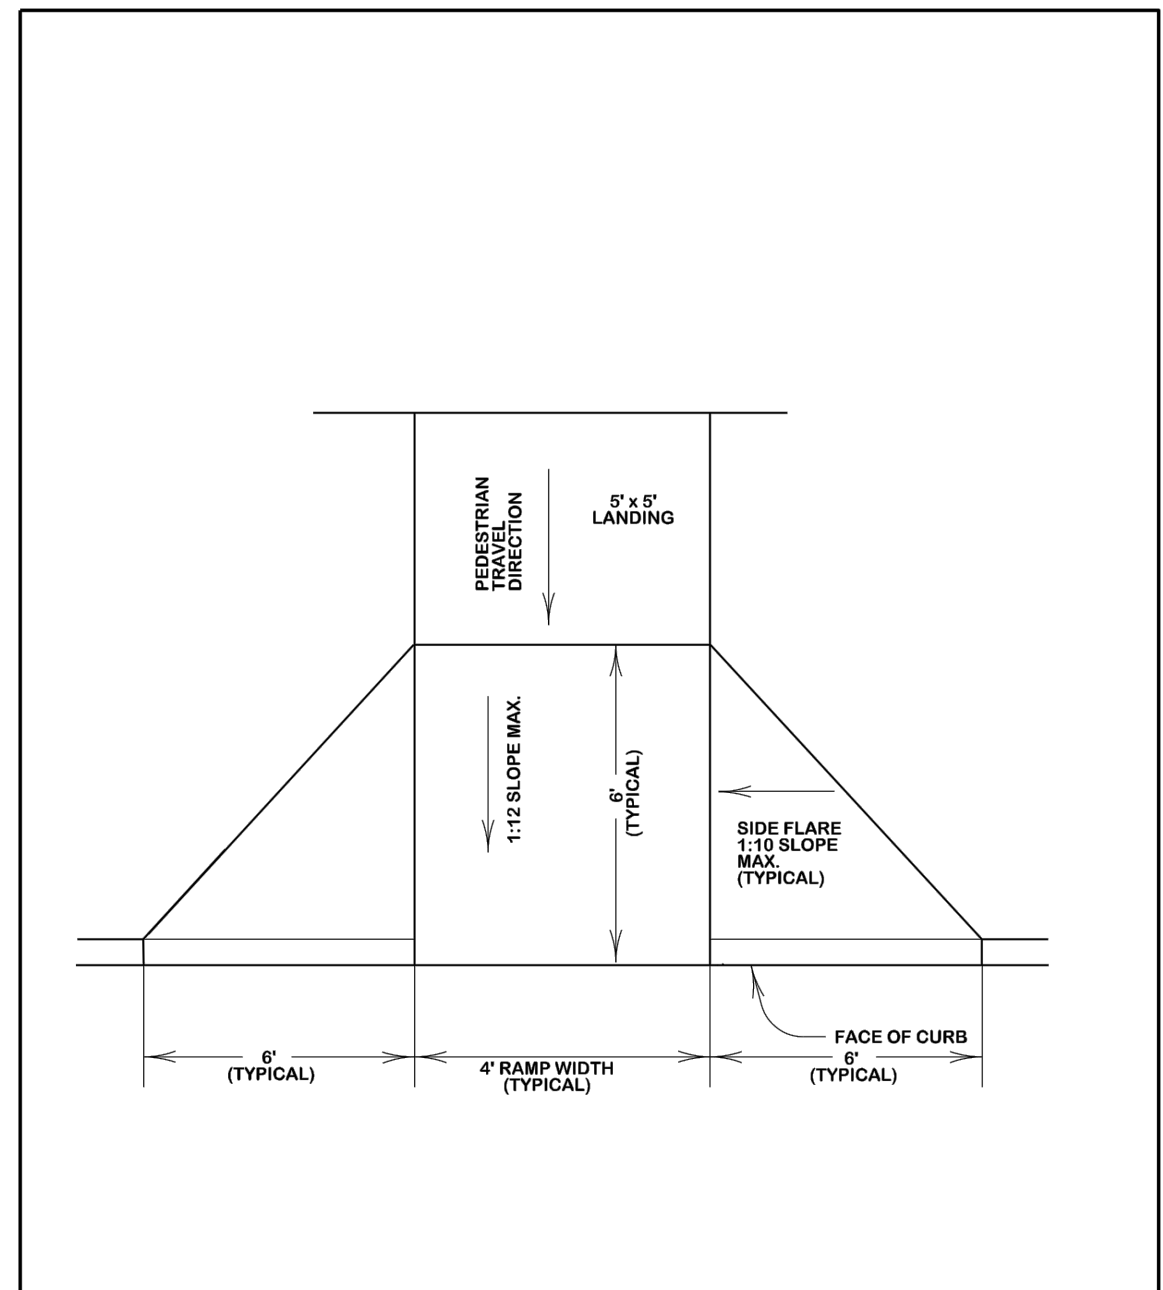 PEDESTRIAN
TRAVEL
DIRECTION
5' x 5'
LANDING
1:12 SLOPE MAX.
6'
(TYPICAL)
SIDE FLARE
1:10 SLOPE
MAX.
(TYPICAL)
FACE OF CURB
6'
(TYPICAL)
4' RAMP WIDTH
(TYPICAL)
6'
(TYPICAL)